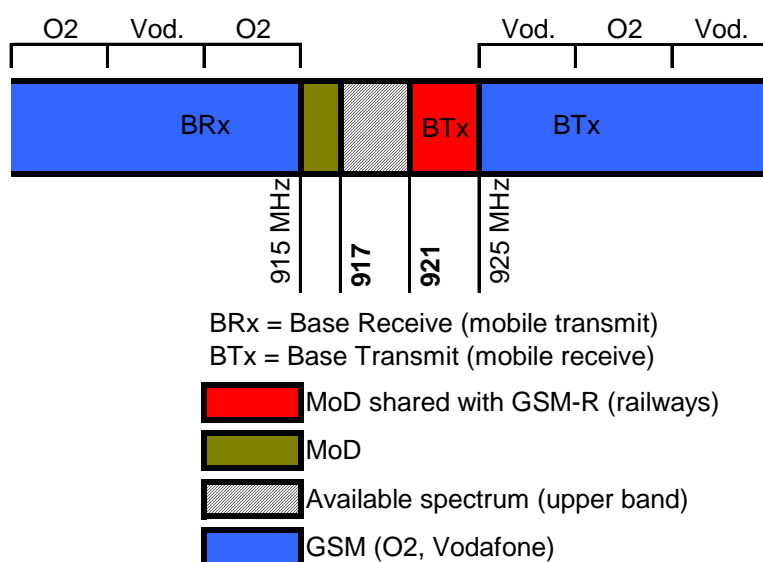 O2 Vod. O2 Vod. O2 Vod.
BRx BTx BTx
915 MHz 917 921 925 MHz
BRx = Base Receive (mobile transmit)
BTx = Base Transmit (mobile receive)
MoD shared with GSM-R (railways)
MoD
Available spectrum (upper band)
GSM (O2, Vodafone)